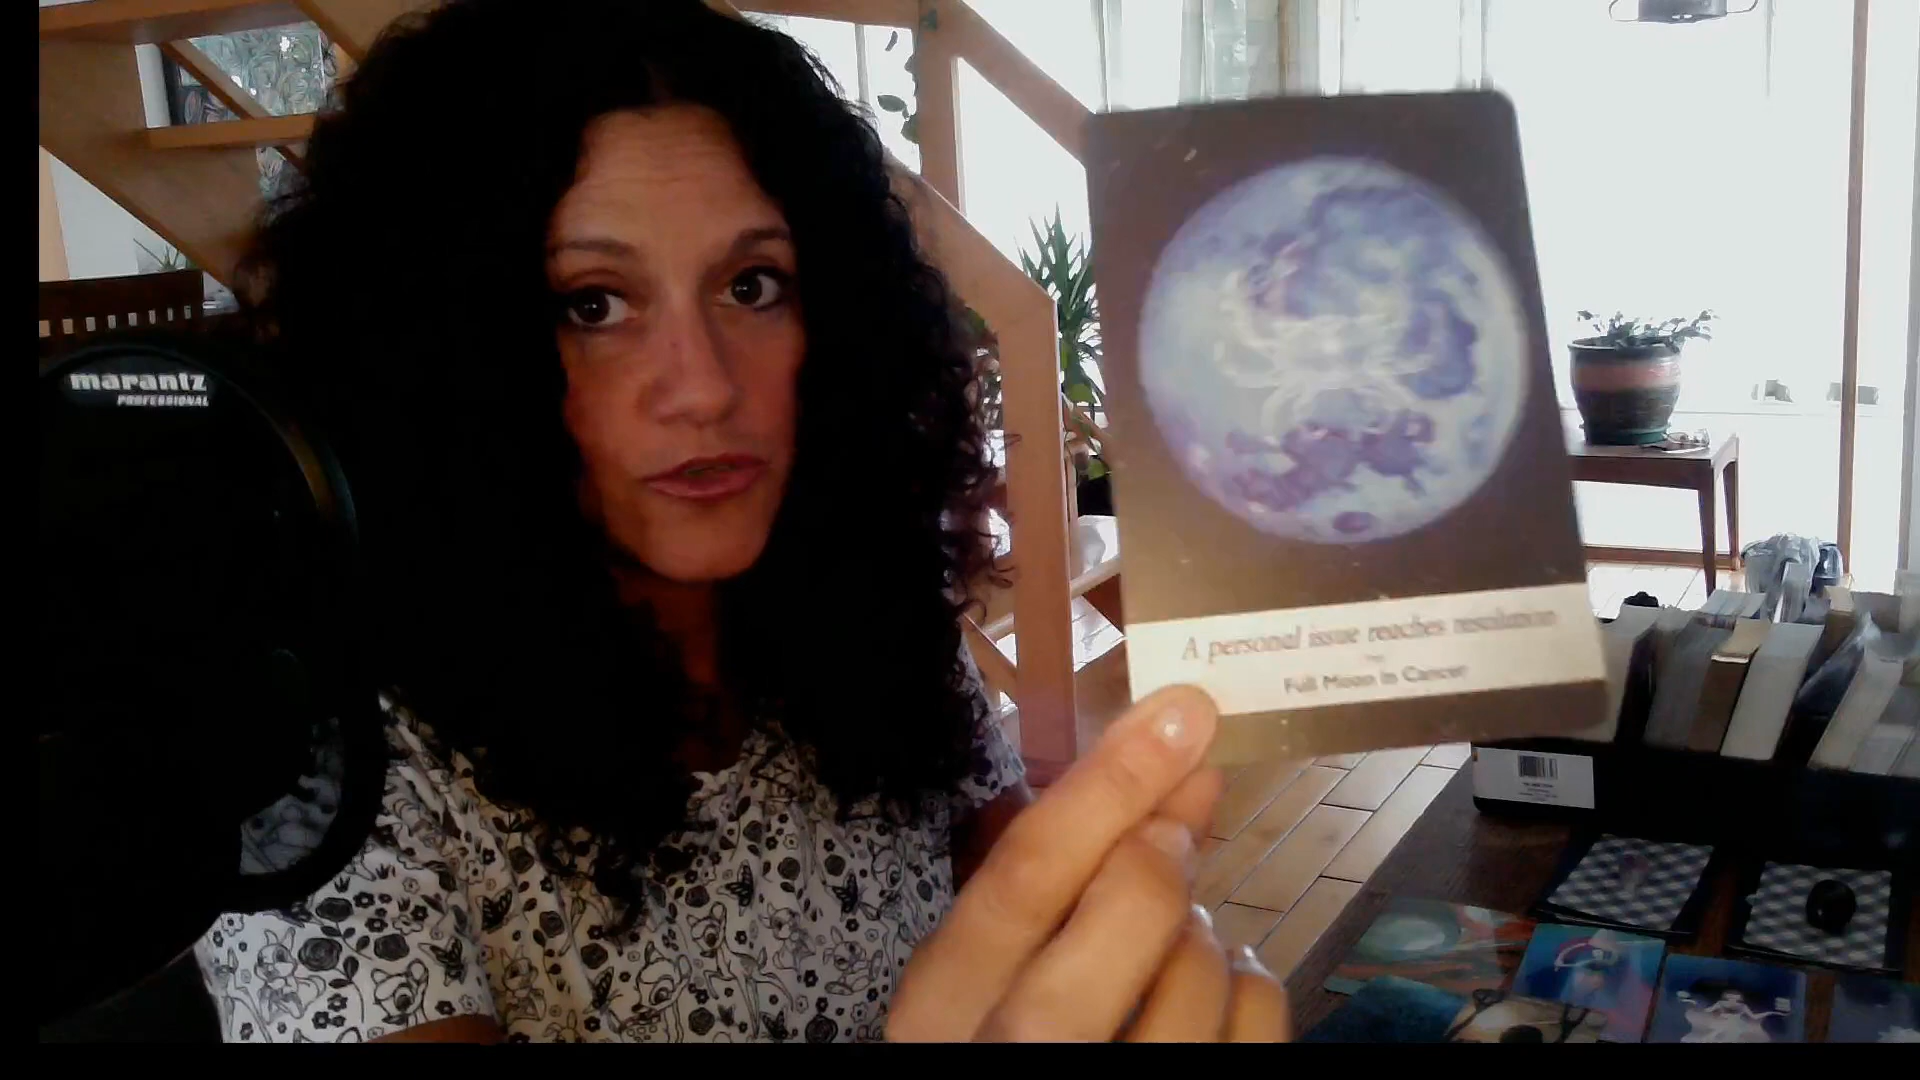 marantz
PROFESSIONAL
A personal issue reaches resolution
Full Moon in Cancer